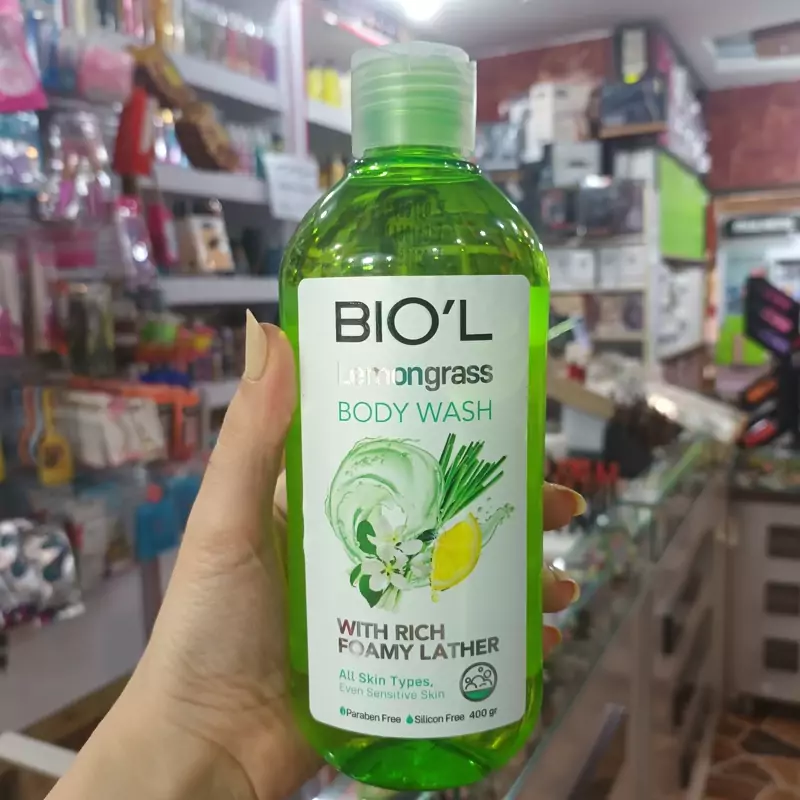 BIO'L
Lemongrass
BODY WASH
WITH RICH
FOAMY LATHER
All Skin Types,
Even Sensitive Skin
Paraben Free Silicon Free 400 gr